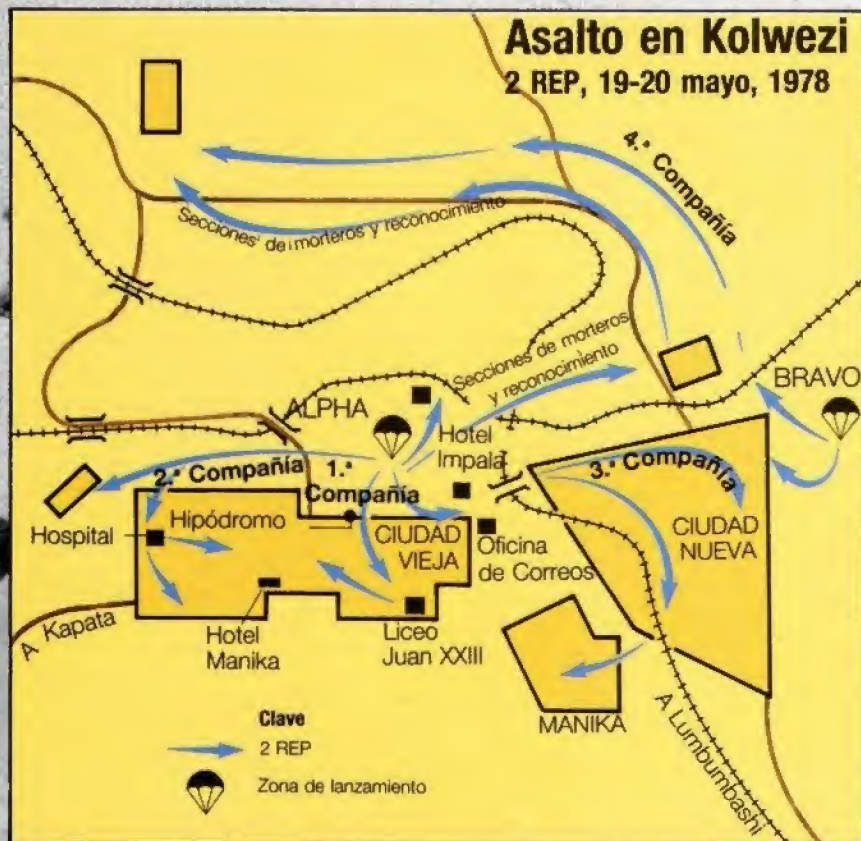 Asalto en Kolwezi
2 REP, 19-20 mayo, 1978
4.ª Compañía
Secciones de morteros y reconocimiento
Secciones de morteros
y reconocimiento
BRAVO
ALPHA
Hotel
Impala
2.ª Compañía
1.ª
Compañía
3.ª Compañía
Hospital
Hipódromo
CIUDAD
VIEJA
Oficina
de Correos
CIUDAD
NUEVA
A Kapata
Hotel
Manika
Liceo
Juan XXIII
MANIKA
A Lumbumbashi
Clave
2 REP
Zona de lanzamiento